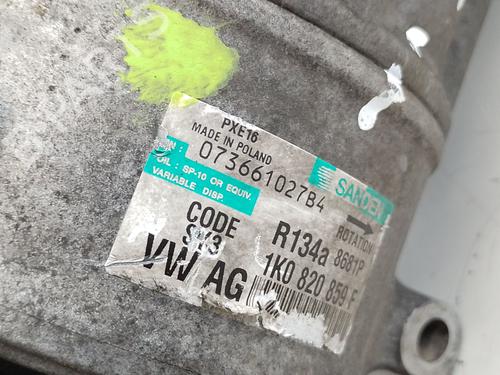 PXE16
MADE IN POLAND
073661027B4
OIL: SP-10 OR EQUIV.
VARIABLE DISP.
SANDEN
ROTATION
CODE
R134a 8681P
VW AG
1K0 820 859 F